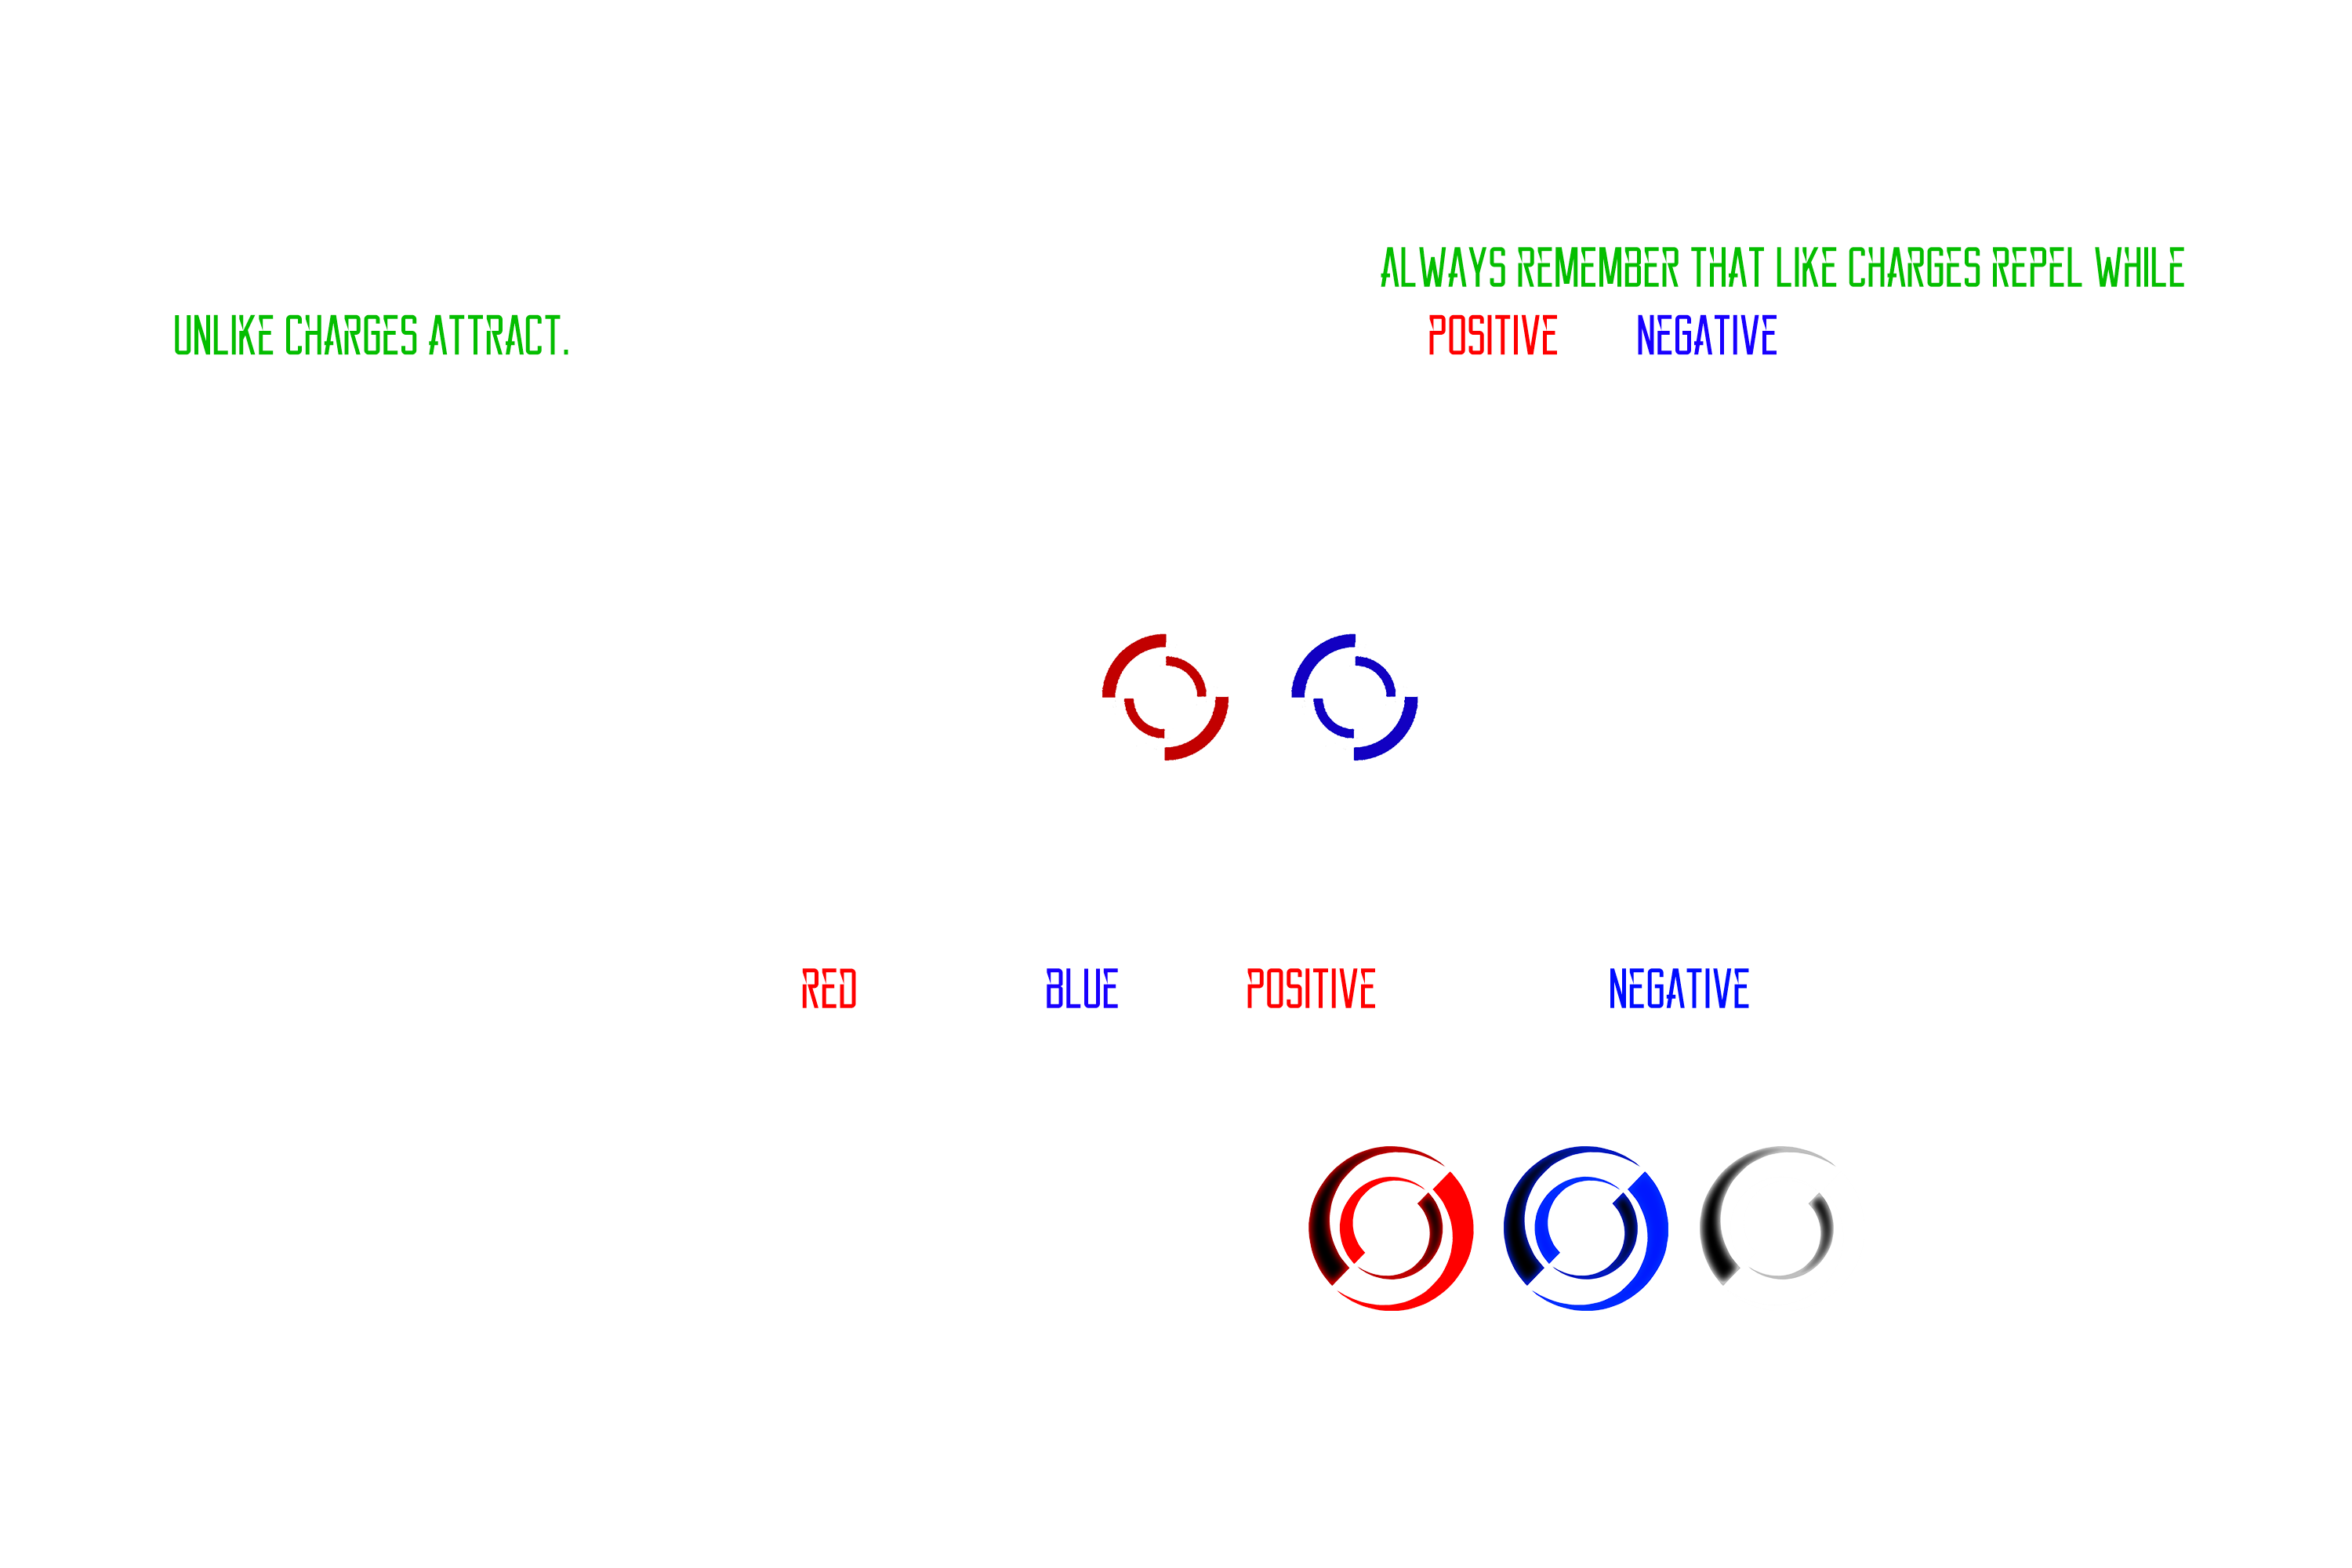 ALWAYS REMEMBER THAT LIKE CHARGES REPEL WHILE
UNLIKE CHARGES ATTRACT. POSITIVE NEGATIVE
RED BLUE POSITIVE NEGATIVE